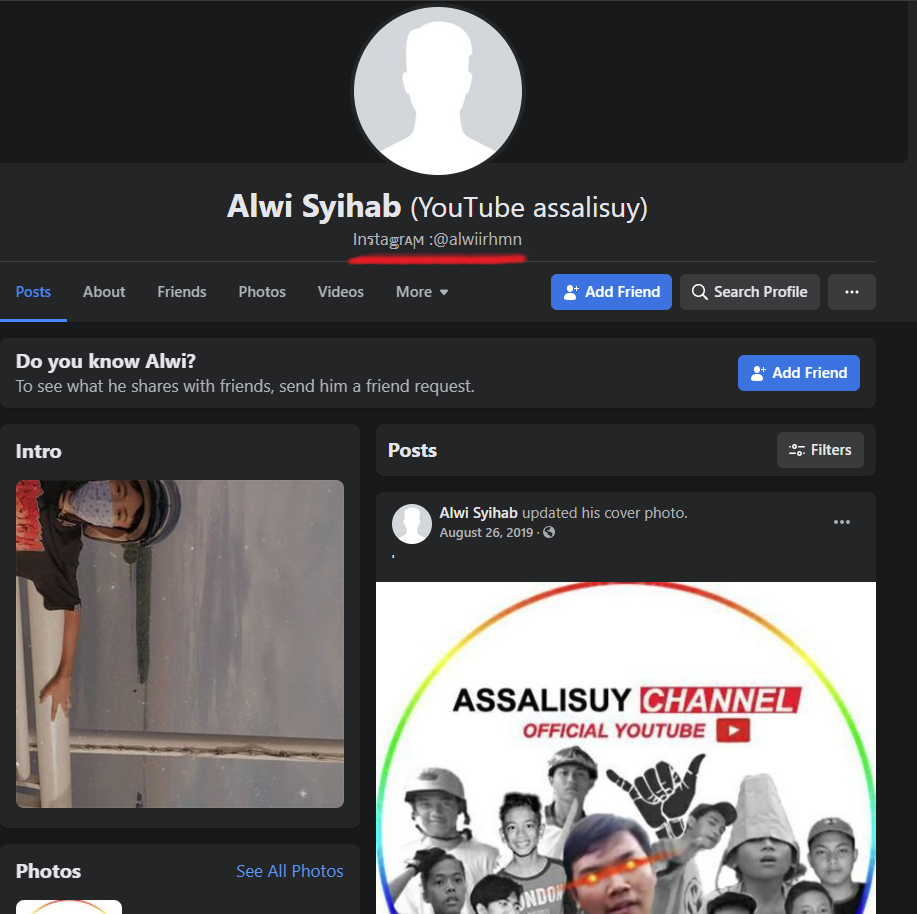 Alwi Syihab (YouTube assalisuy)
Insтagrᴀᴍ :@alwiirhmn
Posts
About
Friends
Photos
Videos
More
Add Friend
Search Profile
Do you know Alwi?
To see what he shares with friends, send him a friend request.
Add Friend
Intro
Posts
Filters
Alwi Syihab updated his cover photo.
August 26, 2019 ·
'
ASSALISUY CHANNEL
OFFICIAL YOUTUBE
Photos
See All Photos